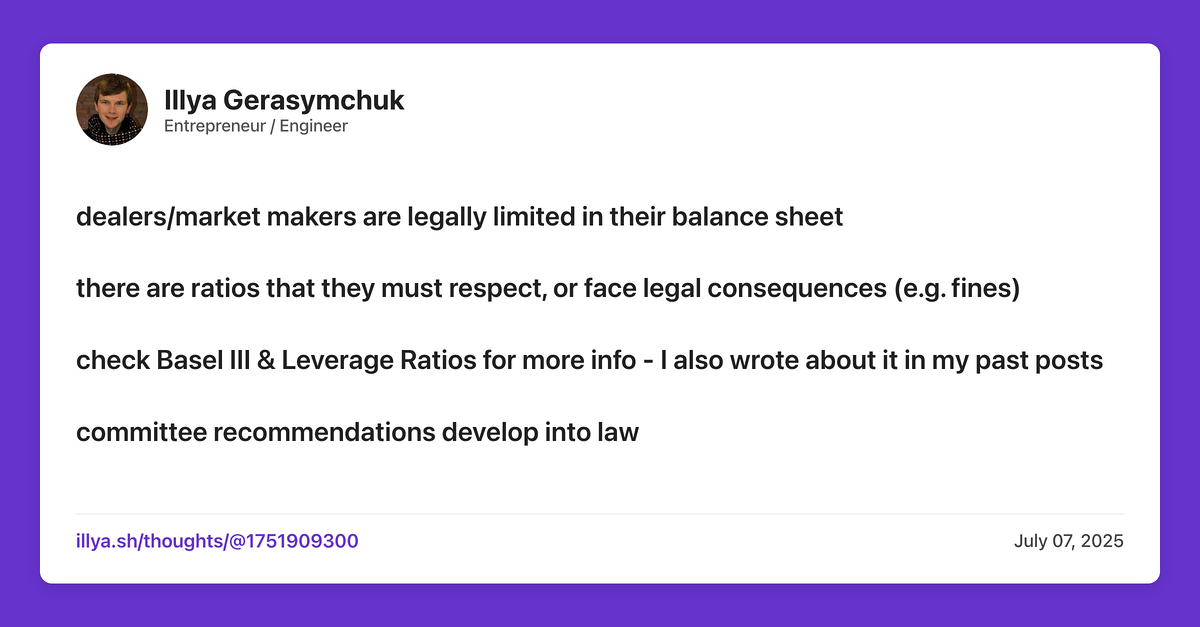 Illya Gerasymchuk
Entrepreneur / Engineer
dealers/market makers are legally limited in their balance sheet
there are ratios that they must respect, or face legal consequences (e.g. fines)
check Basel III & Leverage Ratios for more info - I also wrote about it in my past posts
committee recommendations develop into law
illya.sh/thoughts/@1751909300
July 07, 2025